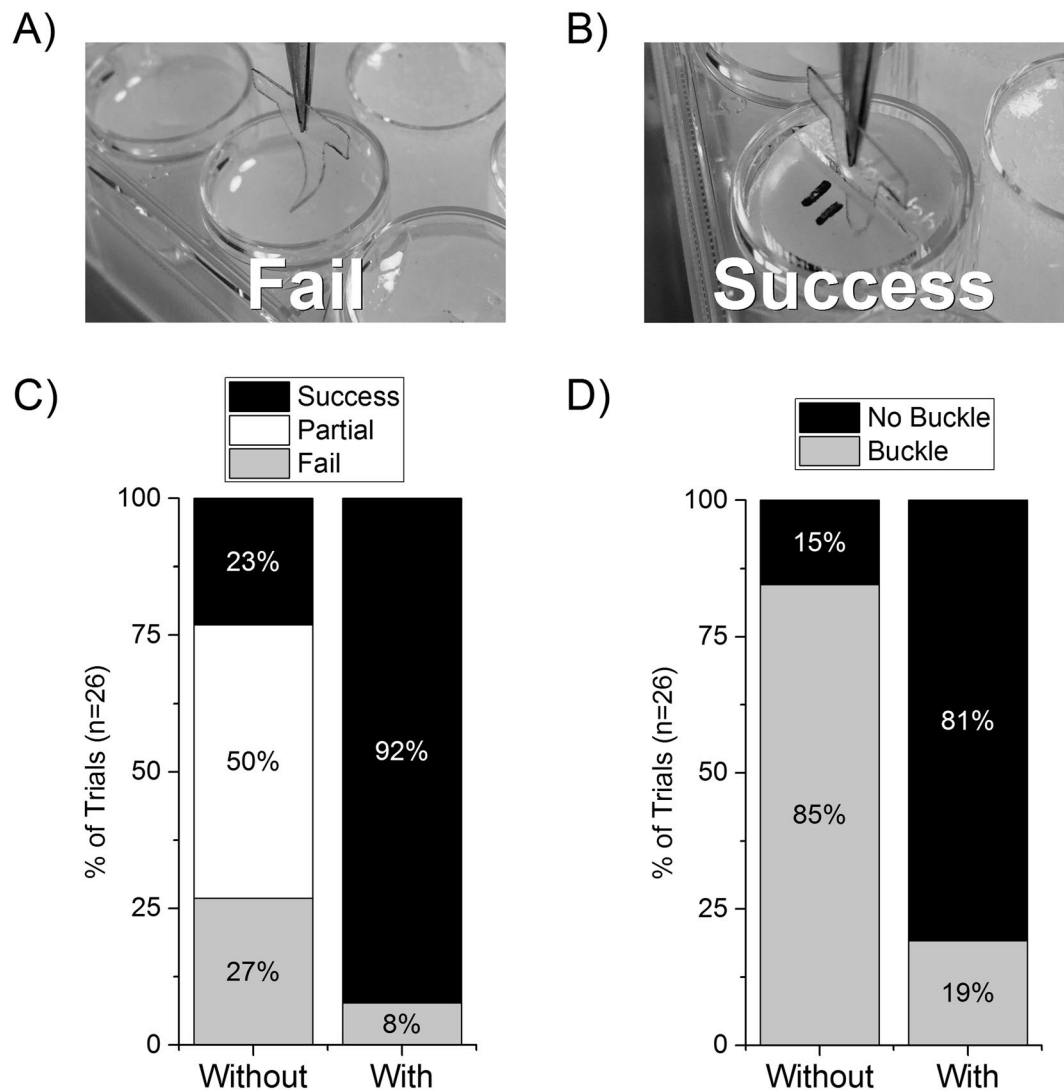 A)
B)
Fail
Success
C)
Success
Partial
Fail
% of Trials (n=26)
100
75
50
25
0
23%
50%
27%
92%
8%
Without
With
D)
No Buckle
Buckle
% of Trials (n=26)
100
75
50
25
0
15%
85%
81%
19%
Without
With